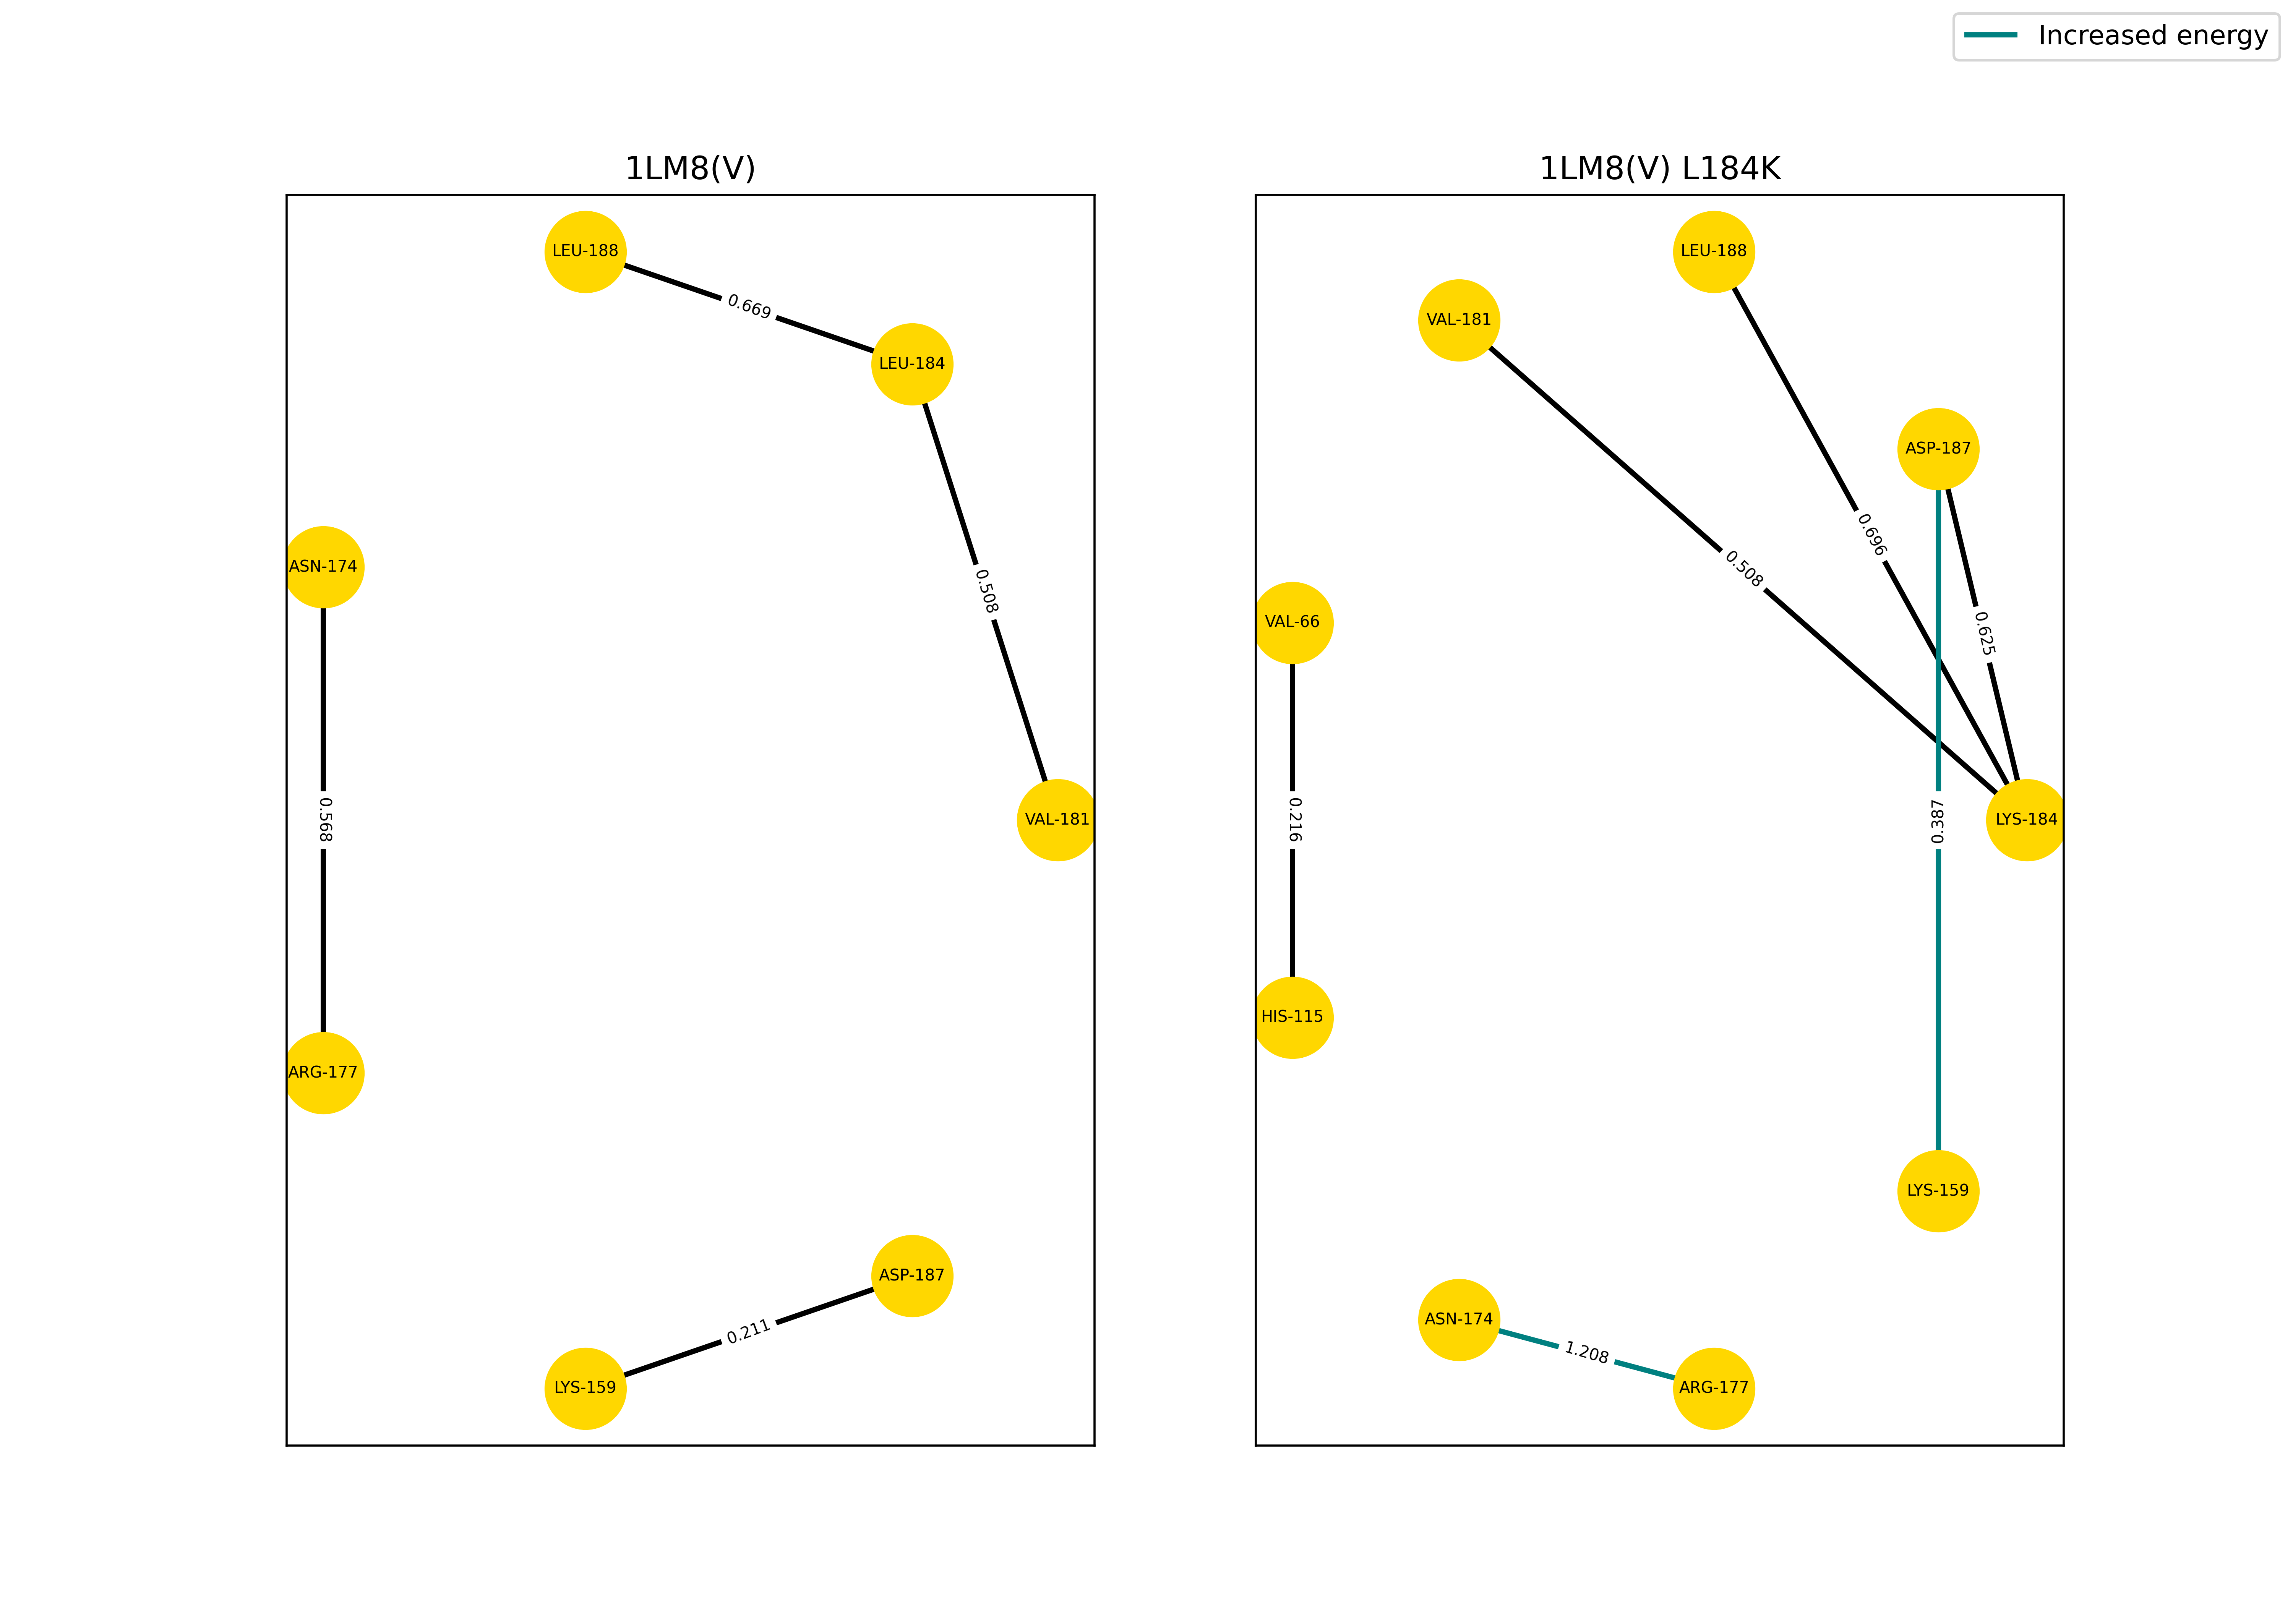 Increased energy
1LM8(V)
LEU-188
0.669
LEU-184
0.508
ASN-174
0.568
VAL-181
ARG-177
ASP-187
0.211
LYS-159
1LM8(V) L184K
LEU-188
VAL-181
ASP-187
0.696
0.508
0.625
VAL-66
0.216
0.387
LYS-184
HIS-115
LYS-159
ASN-174
1.208
ARG-177